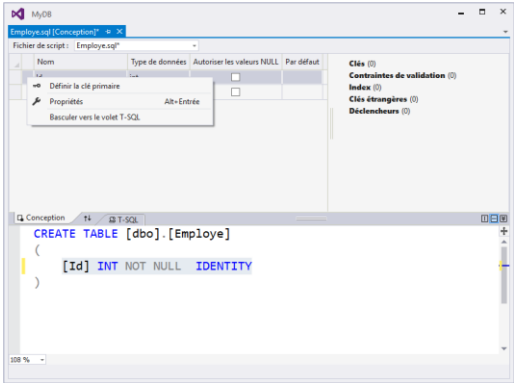 MyDB
Employe.sql [Conception]*
Fichier de script : Employe.sql*
Nom Type de données Autoriser les valeurs NULL Par défaut
Définir la clé primaire
Propriétés Alt+Entrée
Basculer vers le volet T-SQL
Clés (0)
Contraintes de validation (0)
Index (0)
Clés étrangères (0)
Déclencheurs (0)
Conception T-SQL
CREATE TABLE [dbo].[Employe]
(
[Id] INT NOT NULL IDENTITY
)
108 %